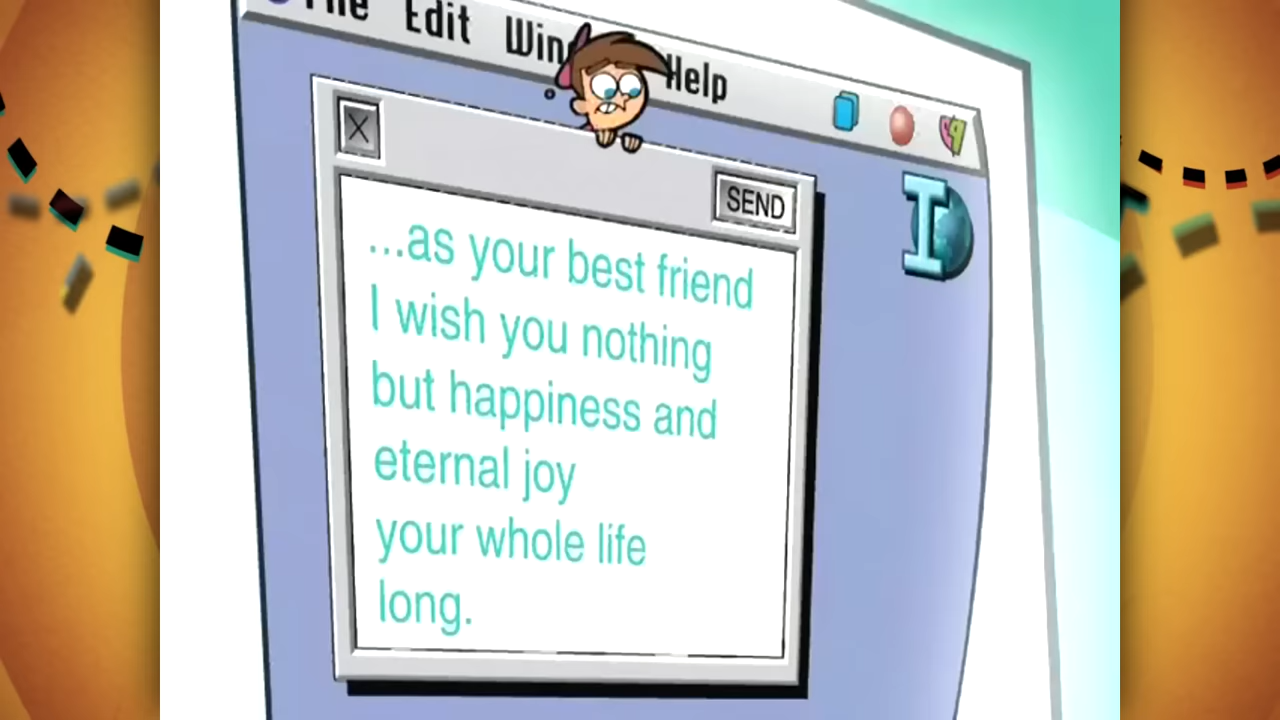 File Edit Win Help
SEND
...as your best friend
I wish you nothing
but happiness and
eternal joy
your whole life
long.